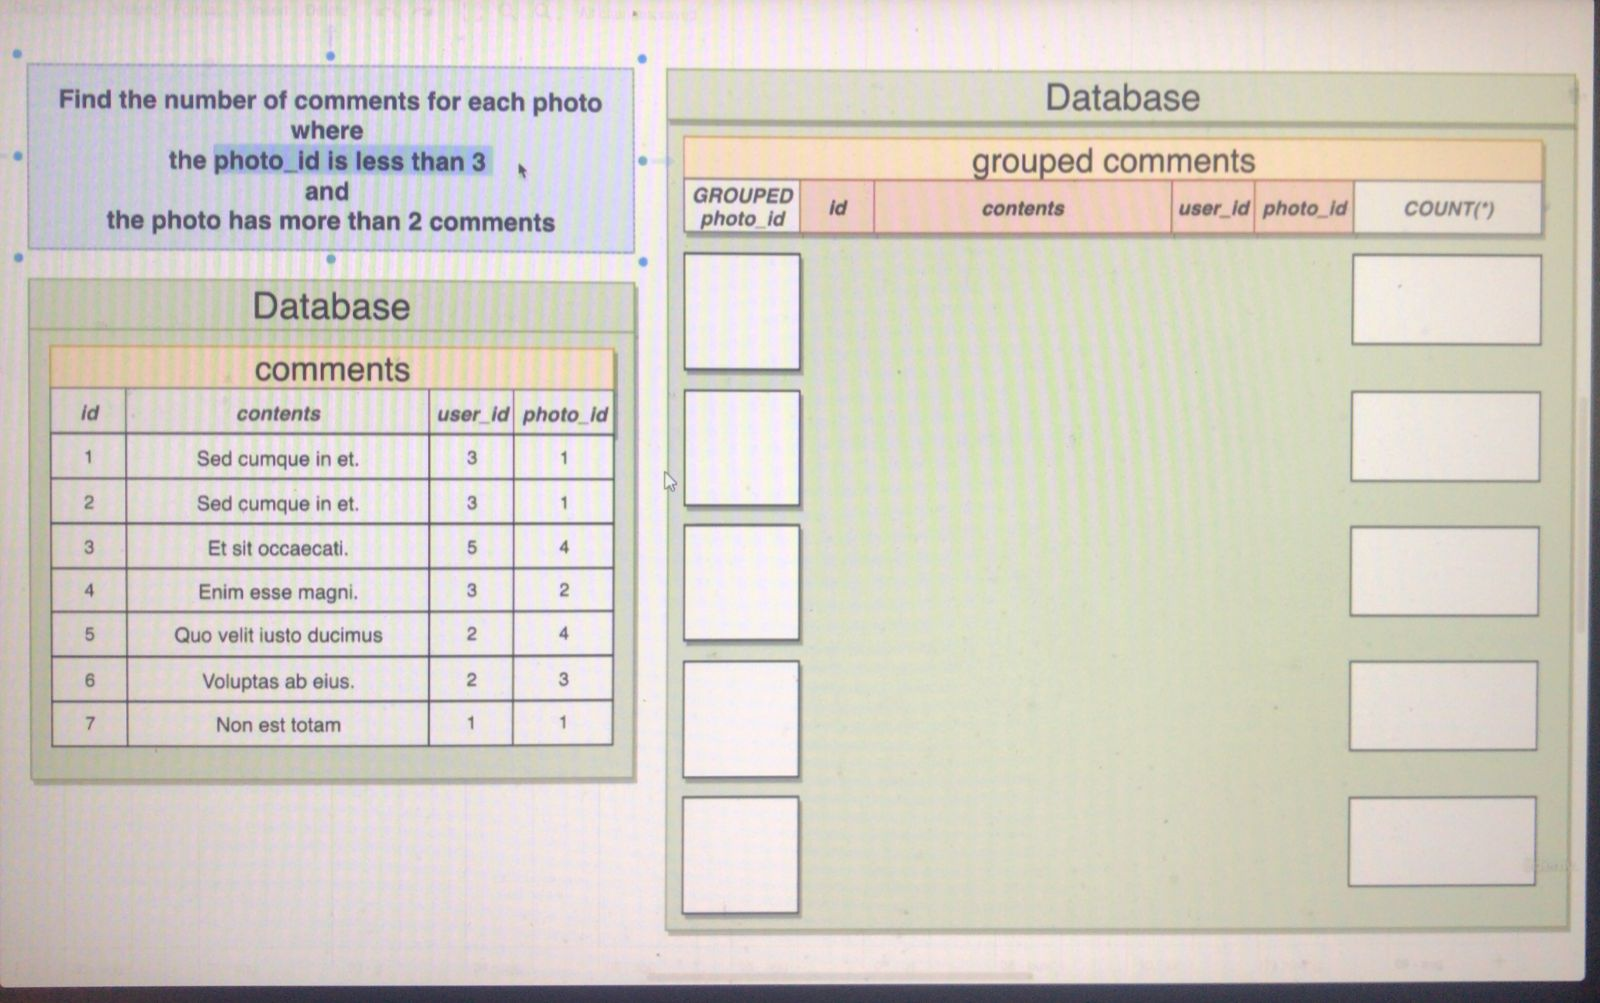 Find the number of comments for each photo
where
the photo_id is less than 3
and
the photo has more than 2 comments
Database
comments
id contents user_id photo_id
1 Sed cumque in et. 3 1
2 Sed cumque in et. 3 1
3 Et sit occaecati. 5 4
4 Enim esse magni. 3 2
5 Quo velit iusto ducimus 2 4
6 Voluptas ab eius. 2 3
7 Non est totam 1 1
Database
grouped comments
GROUPED
photo_id id contents user_id photo_id COUNT(*)